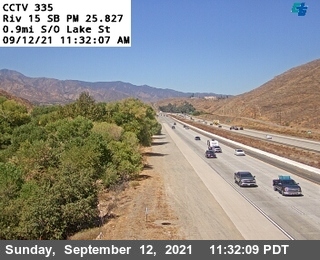 CCTV 335
Riv 15 SB PM 25.827
0.9mi S/O Lake St
09/12/21 11:32:07 AM
Sunday, September 12, 2021 11:32:09 PDT